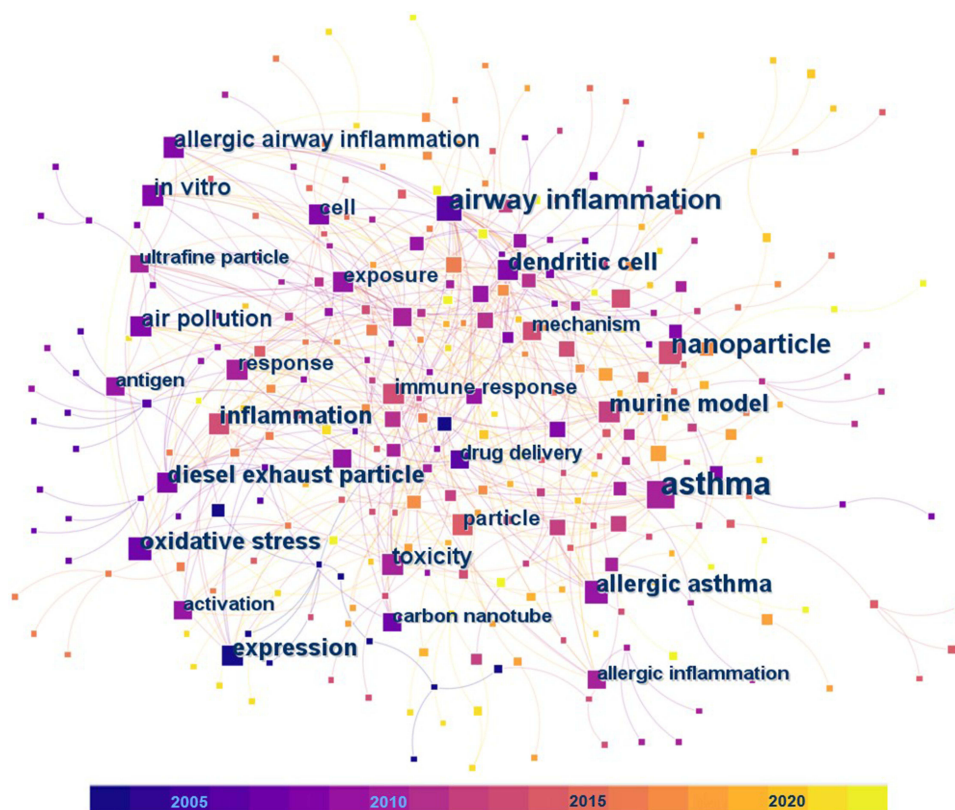 allergic airway inflammation
in vitro
cell
airway inflammation
ultrafine particle
exposure
dendritic cell
air pollution
mechanism
nanoparticle
response
antigen
immune response
murine model
inflammation
drug delivery
diesel exhaust particle
asthma
particle
oxidative stress
toxicity
allergic asthma
activation
carbon nanotube
expression
allergic inflammation
2005 2010 2015 2020